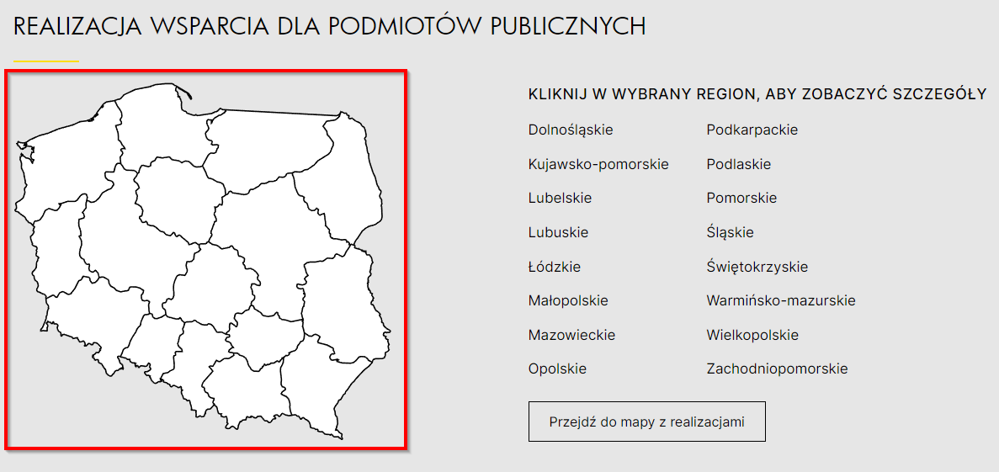 REALIZACJA WSPARCIA DLA PODMIOTÓW PUBLICZNYCH
KLIKNIJ W WYBRANY REGION, ABY ZOBACZYĆ SZCZEGÓŁY
Dolnośląskie
Kujawsko-pomorskie
Lubelskie
Lubuskie
Łódzkie
Małopolskie
Mazowieckie
Opolskie
Podkarpackie
Podlaskie
Pomorskie
Śląskie
Świętokrzyskie
Warmińsko-mazurskie
Wielkopolskie
Zachodniopomorskie
Przejdź do mapy z realizacjami